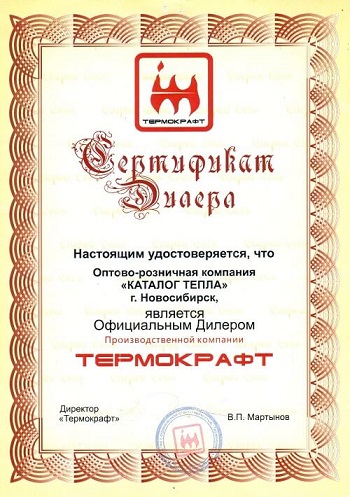 ТЕРМОКРАФТ
Сертификат
Дилера
Настоящим удостоверяется, что
Оптово-розничная компания
«КАТАЛОГ ТЕПЛА»
г. Новосибирск,
является
Официальным Дилером
Производственной компании
ТЕРМОКРАФТ
Директор
«Термокрафт»
В.П. Мартынов